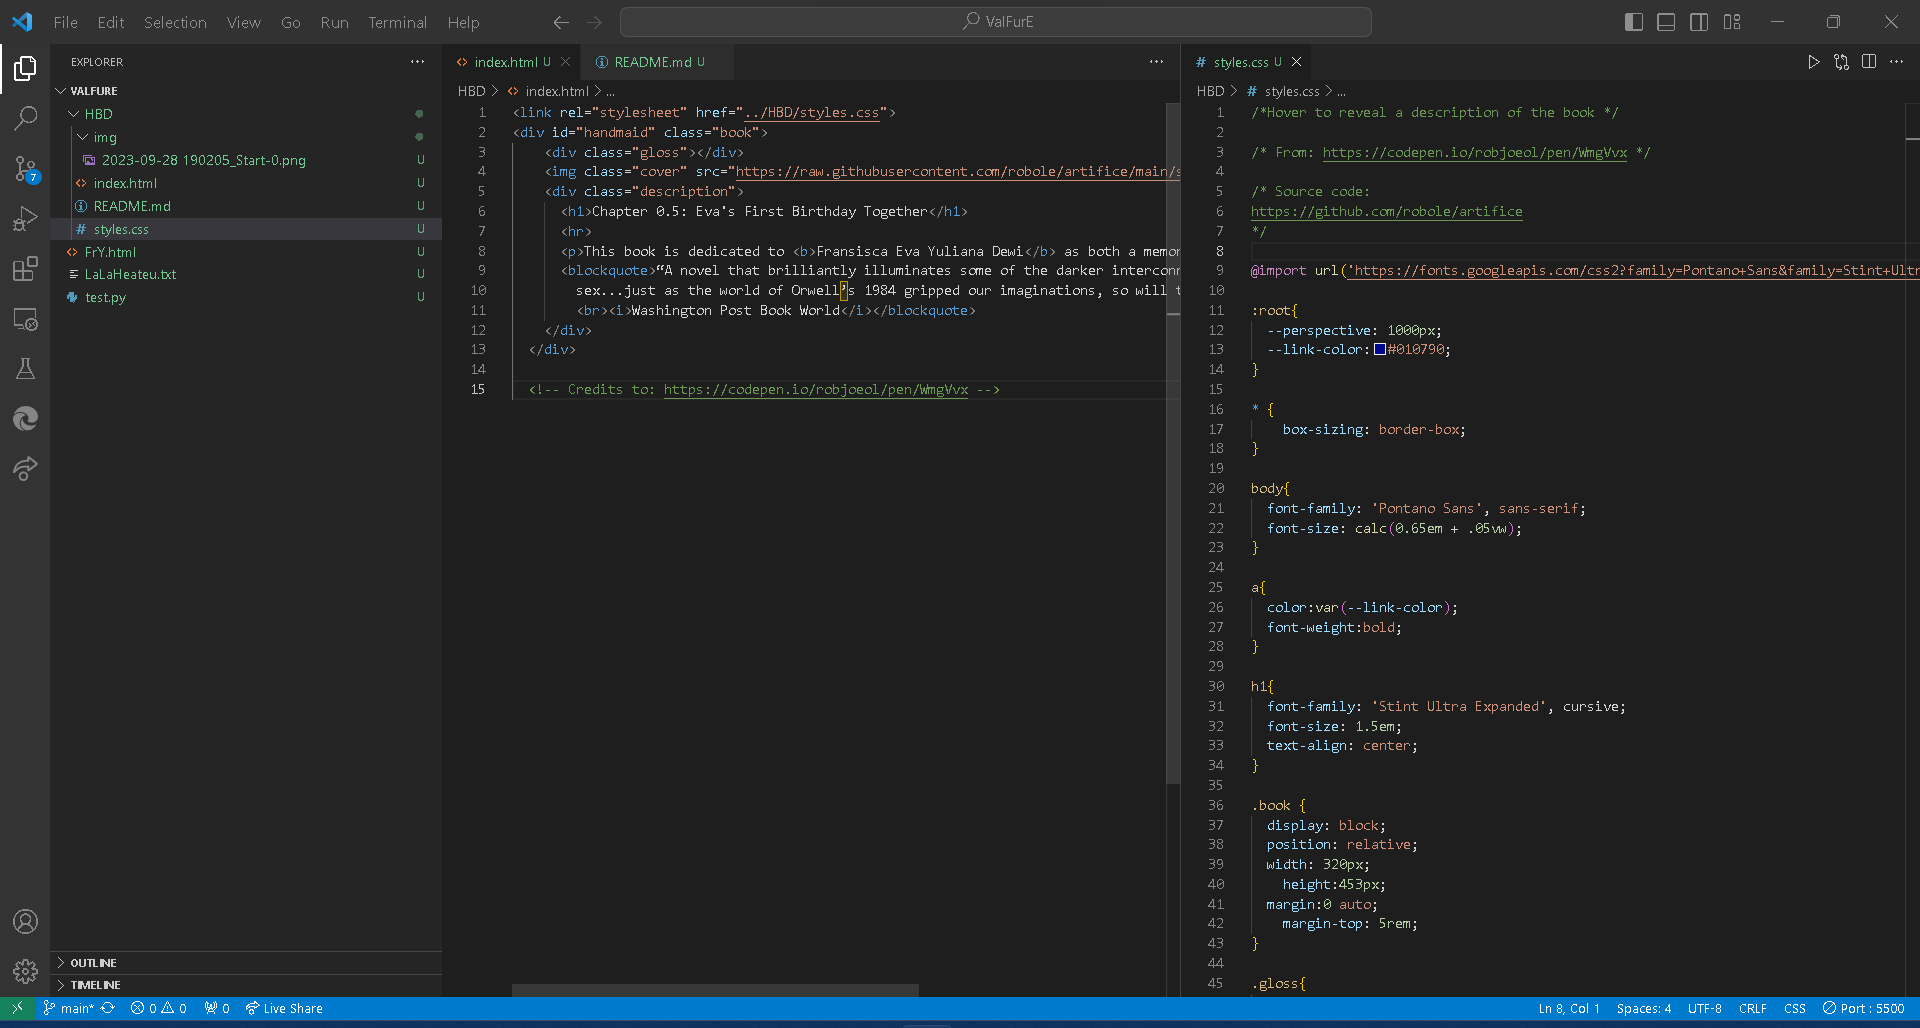 File Edit Selection View Go Run Terminal Help
ValFurE
EXPLORER
VALFURE
HBD
img
2023-09-28 190205_Start-0.png U
index.html U
README.md U
styles.css U
FrY.html U
LaLaHeateu.txt U
test.py U
OUTLINE
TIMELINE
7
index.html U
README.md U
HBD > index.html > ...
1 <link rel="stylesheet" href="../HBD/styles.css">
2 <div id="handmaid" class="book">
3 <div class="gloss"></div>
4 <img class="cover" src="https://raw.githubusercontent.com/robole/artifice/main/s
5 <div class="description">
6 <h1>Chapter 0.5: Eva's First Birthday Together</h1>
7 <hr>
8 <p>This book is dedicated to <b>Fransisca Eva Yuliana Dewi</b> as both a memor
9 <blockquote>“A novel that brilliantly illuminates some of the darker interconn
10 sex...just as the world of Orwell’s 1984 gripped our imaginations, so will t
11 <br><i>Washington Post Book World</i></blockquote>
12 </div>
13 </div>
14
15 <!-- Credits to: https://codepen.io/robjoeol/pen/WmgVvx -->
styles.css U
HBD > styles.css > ...
1 /*Hover to reveal a description of the book */
2
3 /* From: https://codepen.io/robjoeol/pen/WmgVvx */
4
5 /* Source code:
6 https://github.com/robole/artifice
7 */
8
9 @import url('https://fonts.googleapis.com/css2?family=Pontano+Sans&family=Stint+Ultr
10
11 :root{
12 --perspective: 1000px;
13 --link-color: #010790;
14 }
15
16 * {
17 box-sizing: border-box;
18 }
19
20 body{
21 font-family: 'Pontano Sans', sans-serif;
22 font-size: calc(0.65em + .05vw);
23 }
24
25 a{
26 color:var(--link-color);
27 font-weight:bold;
28 }
29
30 h1{
31 font-family: 'Stint Ultra Expanded', cursive;
32 font-size: 1.5em;
33 text-align: center;
34 }
35
36 .book {
37 display: block;
38 position: relative;
39 width: 320px;
40 height:453px;
41 margin:0 auto;
42 margin-top: 5rem;
43 }
44
45 .gloss{
main* 0 0 0 Live Share
Ln 8, Col 1 Spaces: 4 UTF-8 CRLF CSS Port : 5500